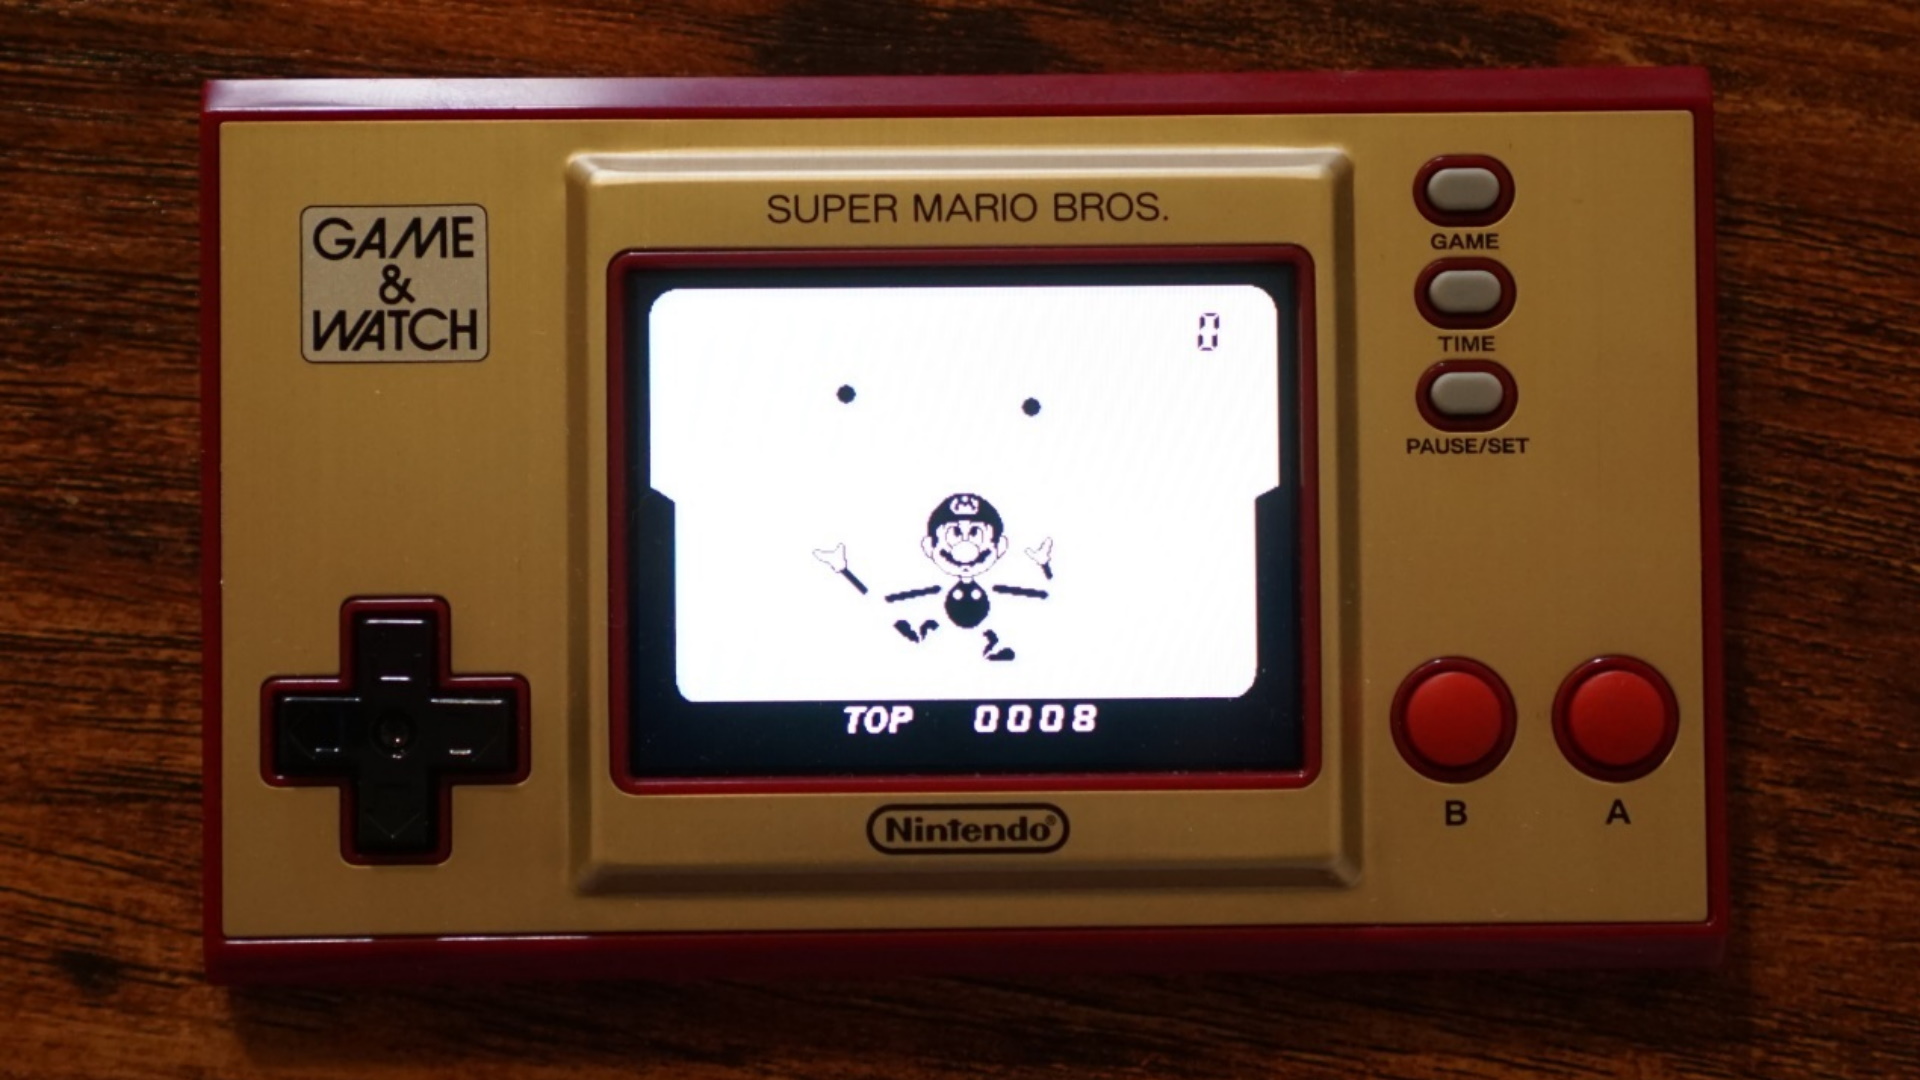 GAME
&
WATCH
SUPER MARIO BROS.
0
M
TOP 0008
Nintendo®
GAME
TIME
PAUSE/SET
B
A